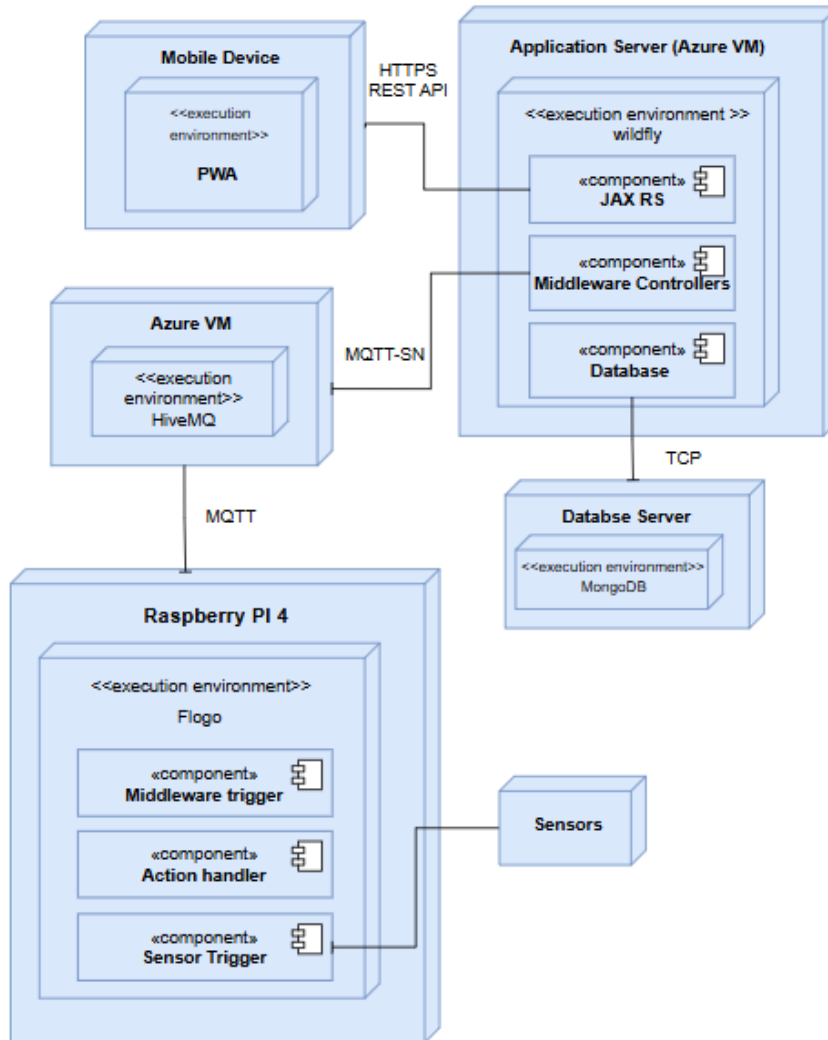 Mobile Device
<<execution
environment>>
PWA
HTTPS
REST API
Application Server (Azure VM)
<<execution environment >>
wildfly
«component»
JAX RS
«component»
Middleware Controllers
«component»
Database
Azure VM
<<execution
environment>>
HiveMQ
MQTT-SN
TCP
MQTT
Databse Server
<<execution environment>>
MongoDB
Raspberry PI 4
<<execution environment>>
Flogo
«component»
Middleware trigger
«component»
Action handler
«component»
Sensor Trigger
Sensors